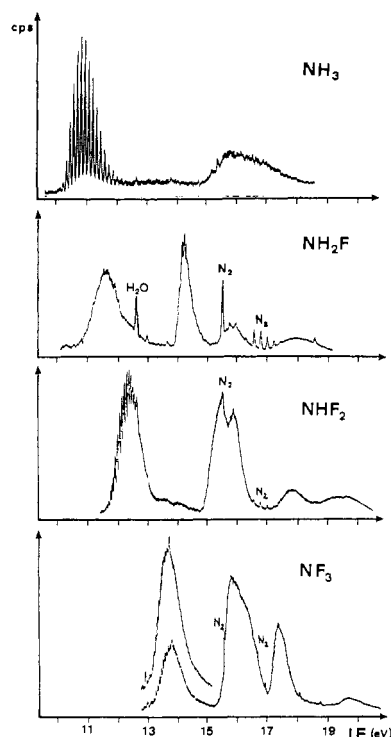 cps
NH3
NH2F
H2O
N2
N2
NHF2
N2
N2
NF3
N2
N2
11 13 15 17 19 I.E (ev)